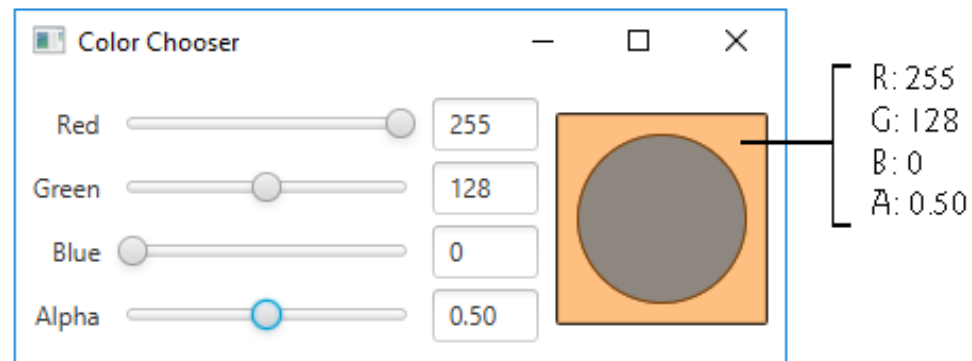 Color Chooser
Red 255
Green 128
Blue 0
Alpha 0.50
R: 255
G: 128
B: 0
A: 0.50